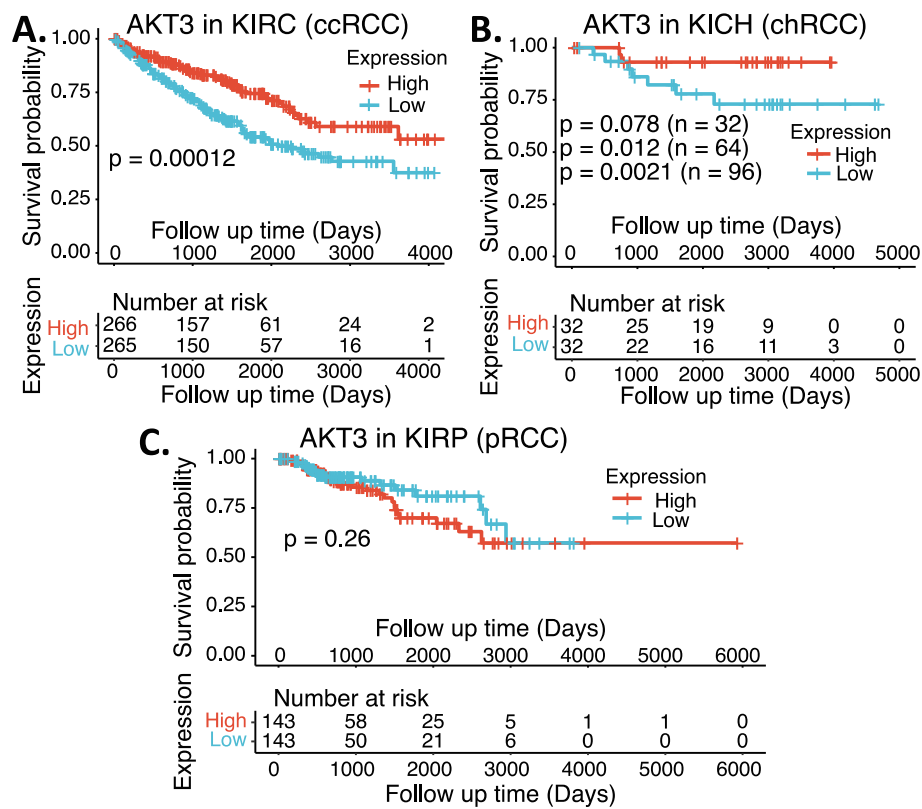 A. AKT3 in KIRC (ccRCC)
Survival probability
1.00
0.75
0.50
0.25
0.00
Expression
High
Low
p = 0.00012
Follow up time (Days)
0 1000 2000 3000 4000
Expression
Number at risk
High 266 157 61 24 2
Low 265 150 57 16 1
0 1000 2000 3000 4000
Follow up time (Days)
B. AKT3 in KICH (chRCC)
Survival probability
1.00
0.75
0.50
0.25
0.00
p = 0.078 (n = 32)
p = 0.012 (n = 64)
p = 0.0021 (n = 96)
Expression
High
Low
Follow up time (Days)
0 1000 2000 3000 4000 5000
Expression
Number at risk
High 32 25 19 9 0 0
Low 32 22 16 11 3 0
0 1000 2000 3000 4000 5000
Follow up time (Days)
C. AKT3 in KIRP (pRCC)
Survival probability
1.00
0.75
0.50
0.25
0.00
Expression
High
Low
p = 0.26
Follow up time (Days)
0 1000 2000 3000 4000 5000 6000
Expression
Number at risk
High 143 58 25 5 1 1 0
Low 143 50 21 6 0 0 0
0 1000 2000 3000 4000 5000 6000
Follow up time (Days)